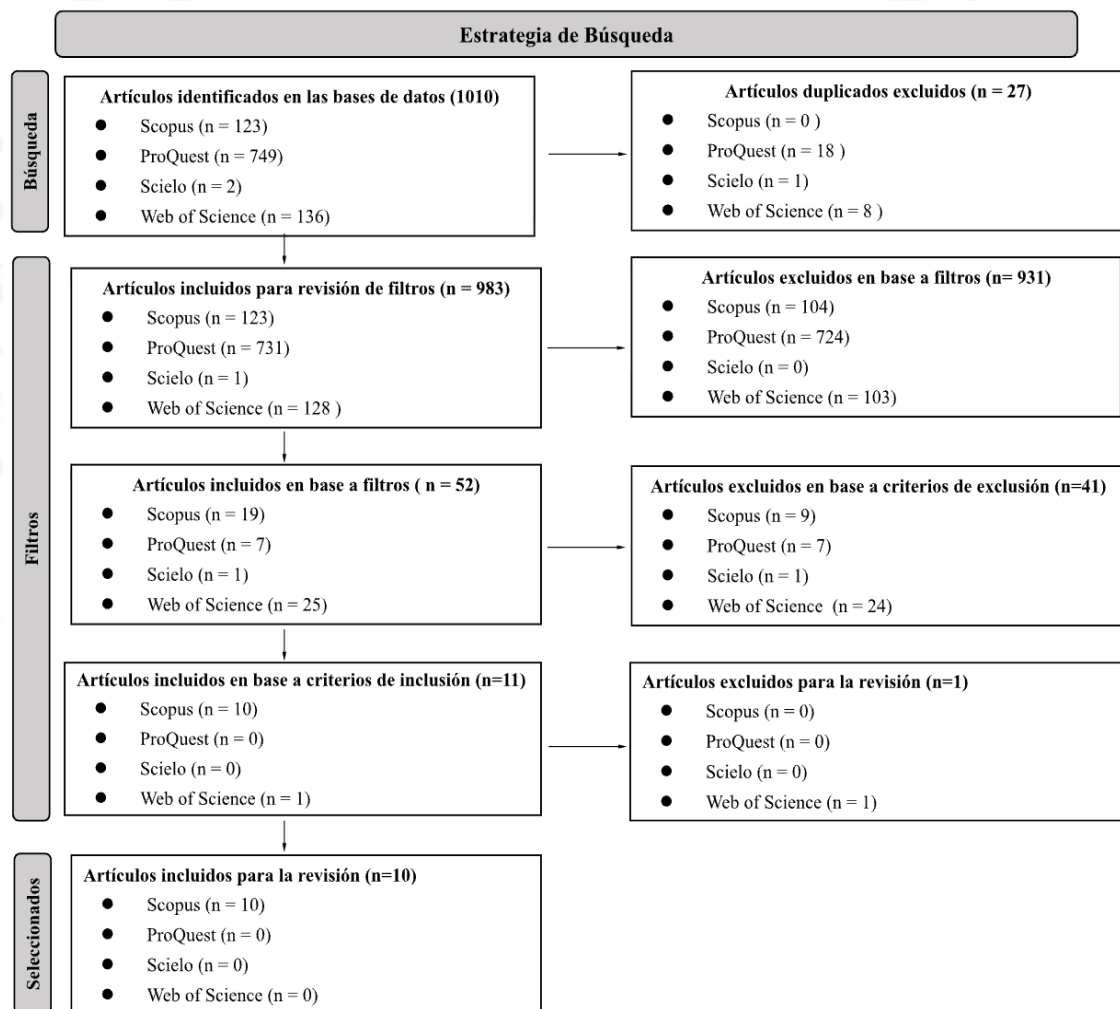 Estrategia de Búsqueda
Búsqueda
Artículos identificados en las bases de datos (1010)
● Scopus (n = 123)
● ProQuest (n = 749)
● Scielo (n = 2)
● Web of Science (n = 136)
Artículos duplicados excluidos (n = 27)
● Scopus (n = 0 )
● ProQuest (n = 18 )
● Scielo (n = 1)
● Web of Science (n = 8 )
Filtros
Artículos incluidos para revisión de filtros (n = 983)
● Scopus (n = 123)
● ProQuest (n = 731)
● Scielo (n = 1)
● Web of Science (n = 128 )
Artículos excluidos en base a filtros (n= 931)
● Scopus (n = 104)
● ProQuest (n = 724)
● Scielo (n = 0)
● Web of Science (n = 103)
Artículos incluidos en base a filtros ( n = 52)
● Scopus (n = 19)
● ProQuest (n = 7)
● Scielo (n = 1)
● Web of Science (n = 25)
Artículos excluidos en base a criterios de exclusión (n=41)
● Scopus (n = 9)
● ProQuest (n = 7)
● Scielo (n = 1)
● Web of Science (n = 24)
Artículos incluidos en base a criterios de inclusión (n=11)
● Scopus (n = 10)
● ProQuest (n = 0)
● Scielo (n = 0)
● Web of Science (n = 1)
Artículos excluidos para la revisión (n=1)
● Scopus (n = 0)
● ProQuest (n = 0)
● Scielo (n = 0)
● Web of Science (n = 1)
Seleccionados
Artículos incluidos para la revisión (n=10)
● Scopus (n = 10)
● ProQuest (n = 0)
● Scielo (n = 0)
● Web of Science (n = 0)